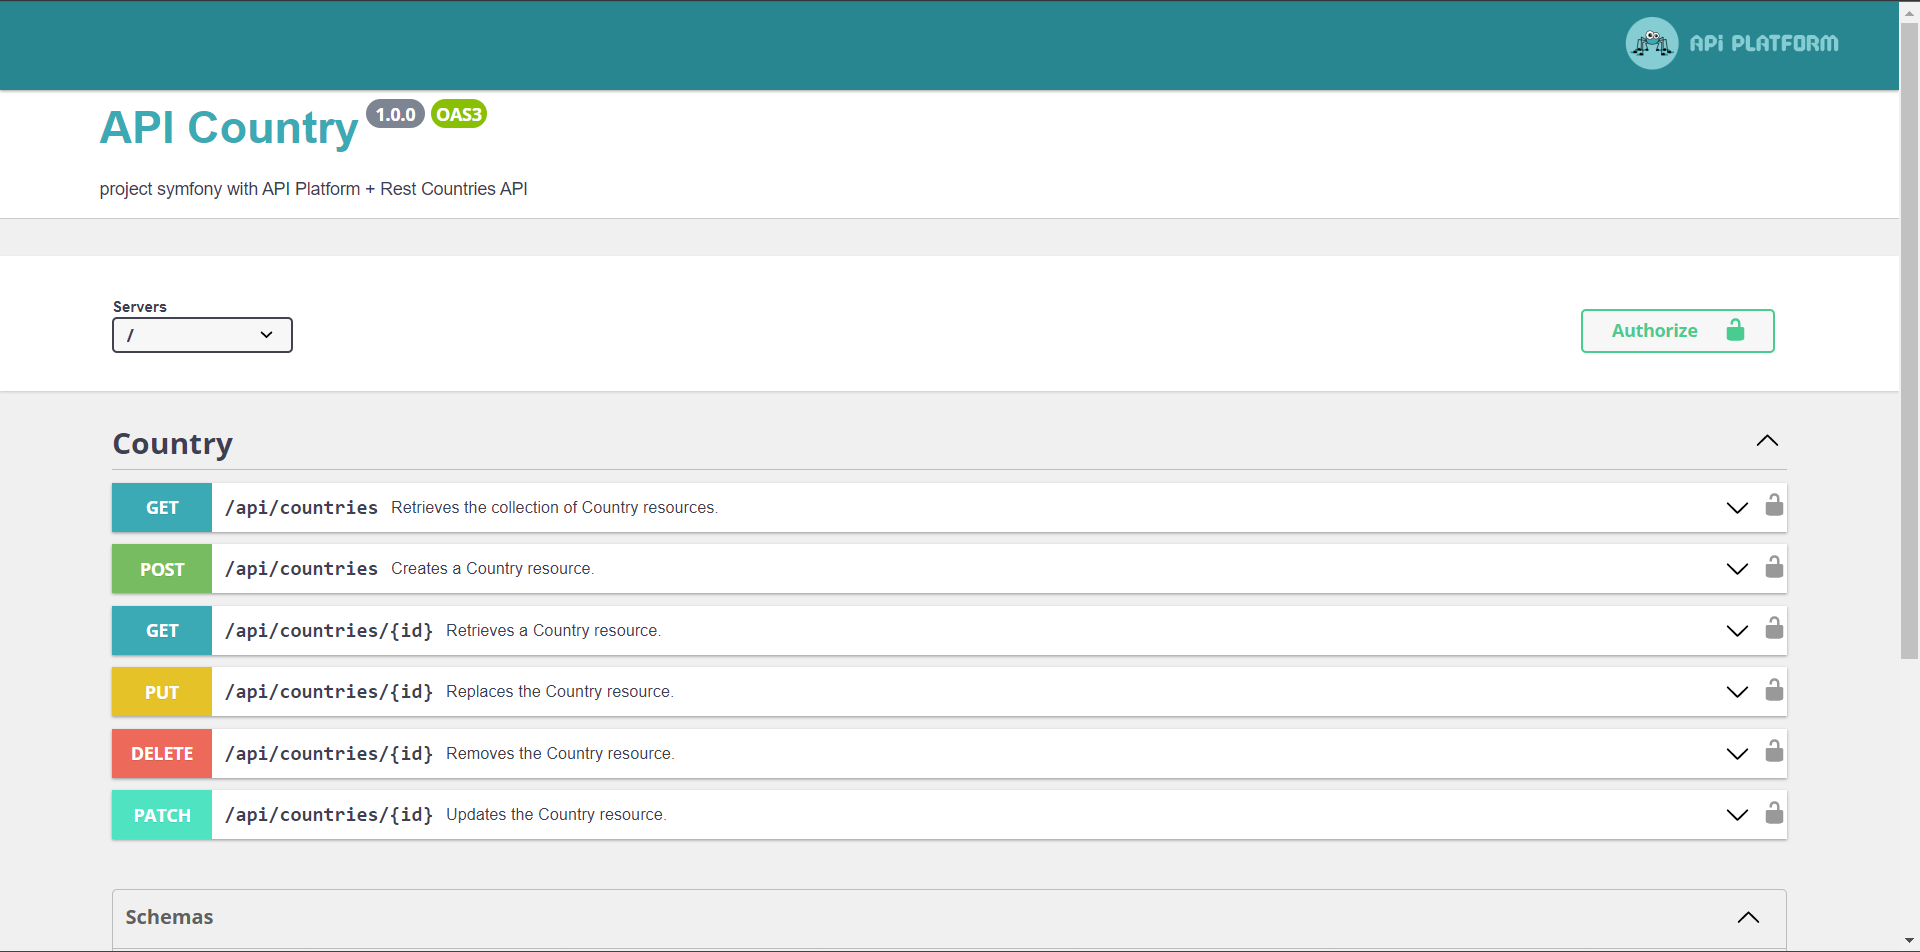 APi PLATFORM
API Country 1.0.0 OAS3
project symfony with API Platform + Rest Countries API
Servers
/
Authorize
Country
GET /api/countries Retrieves the collection of Country resources.
POST /api/countries Creates a Country resource.
GET /api/countries/{id} Retrieves a Country resource.
PUT /api/countries/{id} Replaces the Country resource.
DELETE /api/countries/{id} Removes the Country resource.
PATCH /api/countries/{id} Updates the Country resource.
Schemas